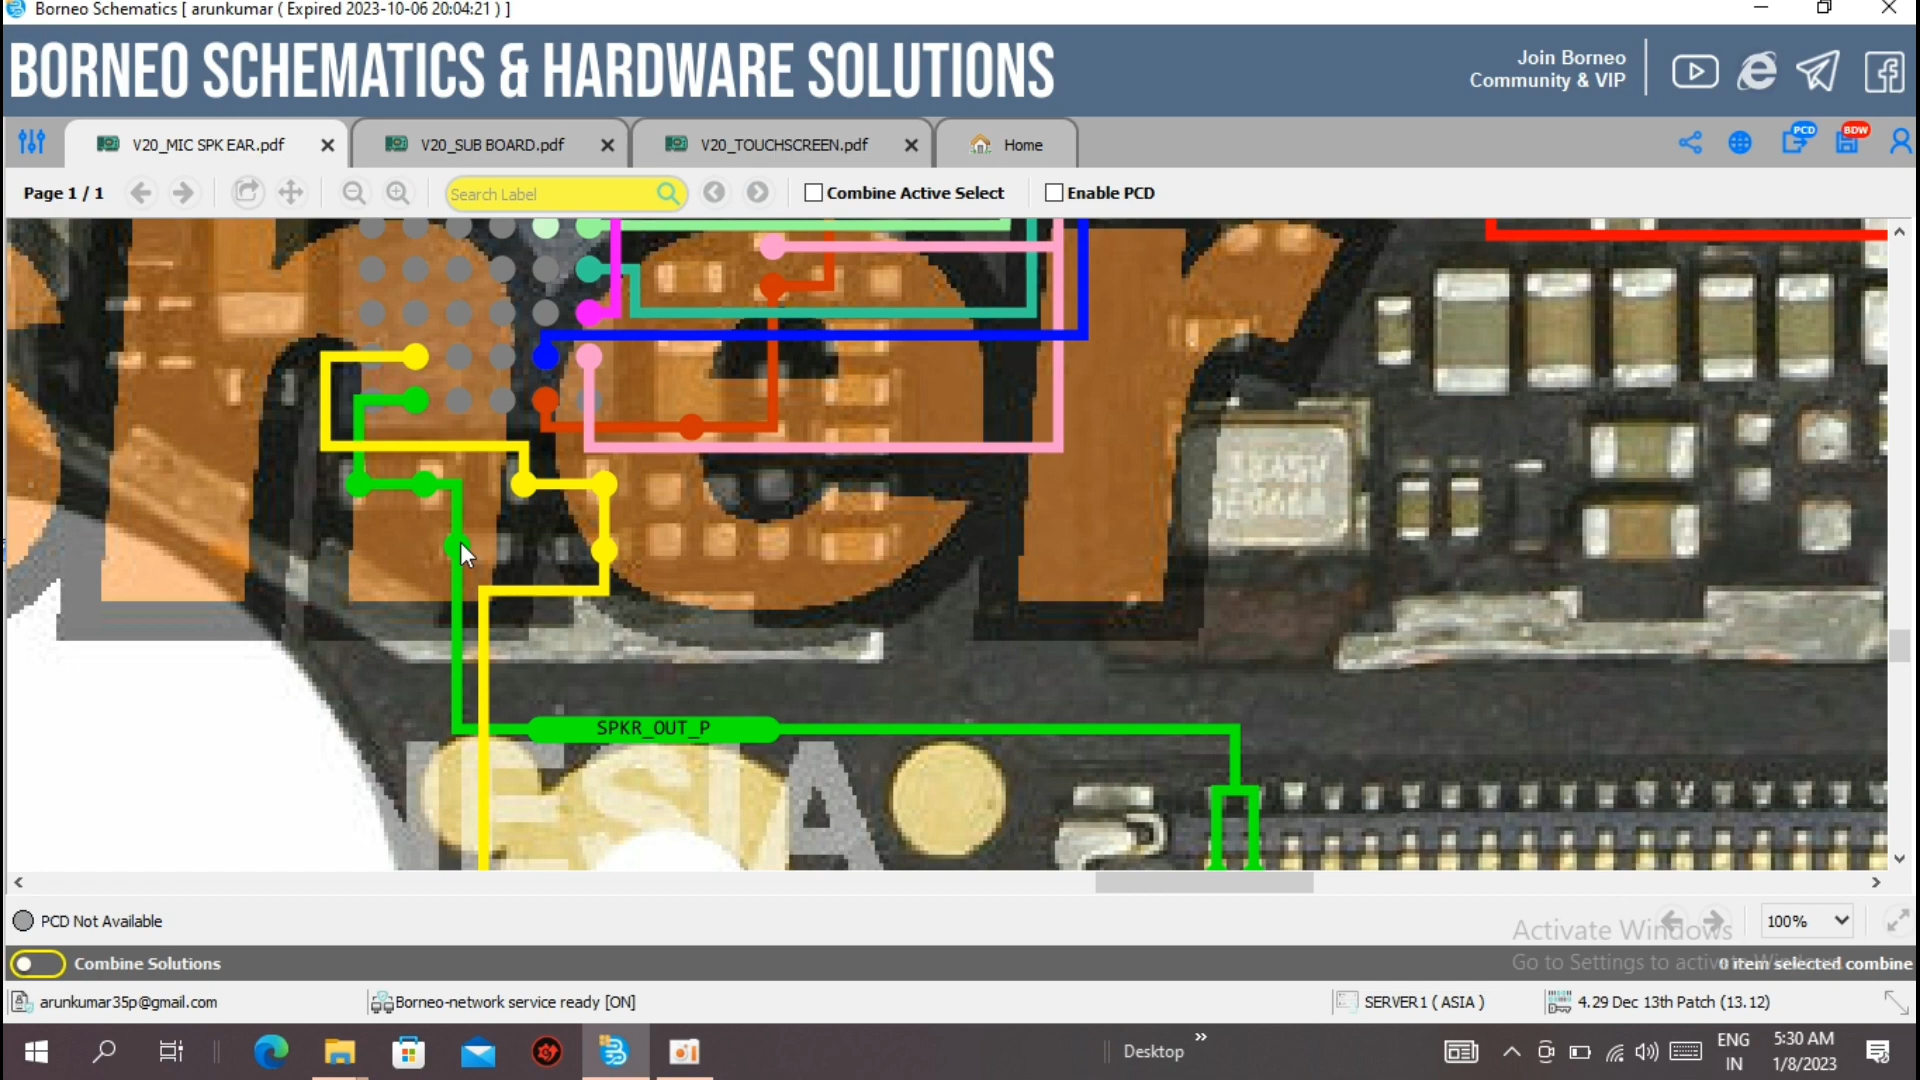 Borneo Schematics [ arunkumar ( Expired 2023-10-06 20:04:21 ) ]
BORNEO SCHEMATICS & HARDWARE SOLUTIONS
Join Borneo
Community & VIP
V20_MIC SPK EAR.pdf
V20_SUB BOARD.pdf
V20_TOUCHSCREEN.pdf
Home
PCD
BDW
Page 1 / 1
Search Label
Combine Active Select
Enable PCD
SPKR_OUT_P
ESIA
PCD Not Available
Activate Windows
100%
Combine Solutions
Go to Settings to activate Windows.
0 item selected combine
arunkumar35p@gmail.com
Borneo-network service ready [ON]
SERVER1 ( ASIA )
4.29 Dec 13th Patch (13.12)
Desktop
ENG
IN
5:30 AM
1/8/2023